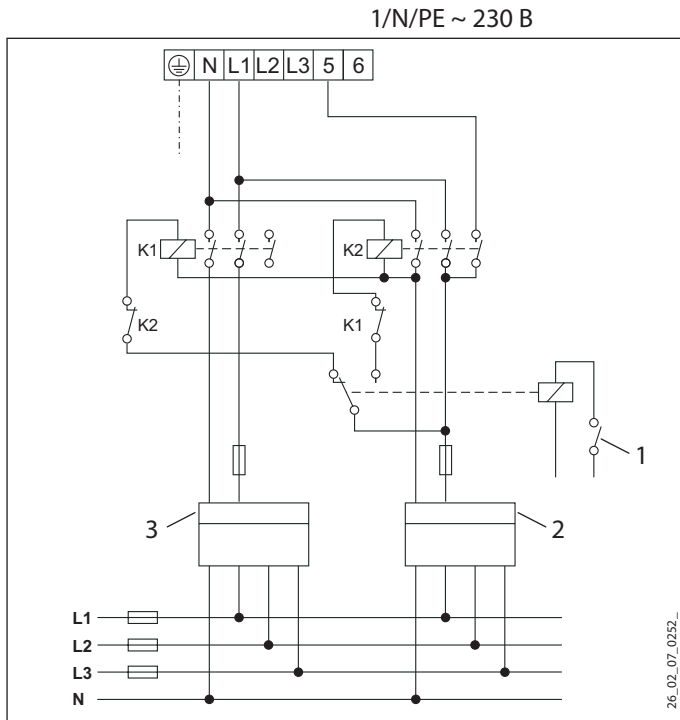 1/N/PE ~ 230 В
N L1 L2 L3 5 6
K1 K2
K2 K1
1
3 2
L1
L2
L3
N
26_02_07_0252_